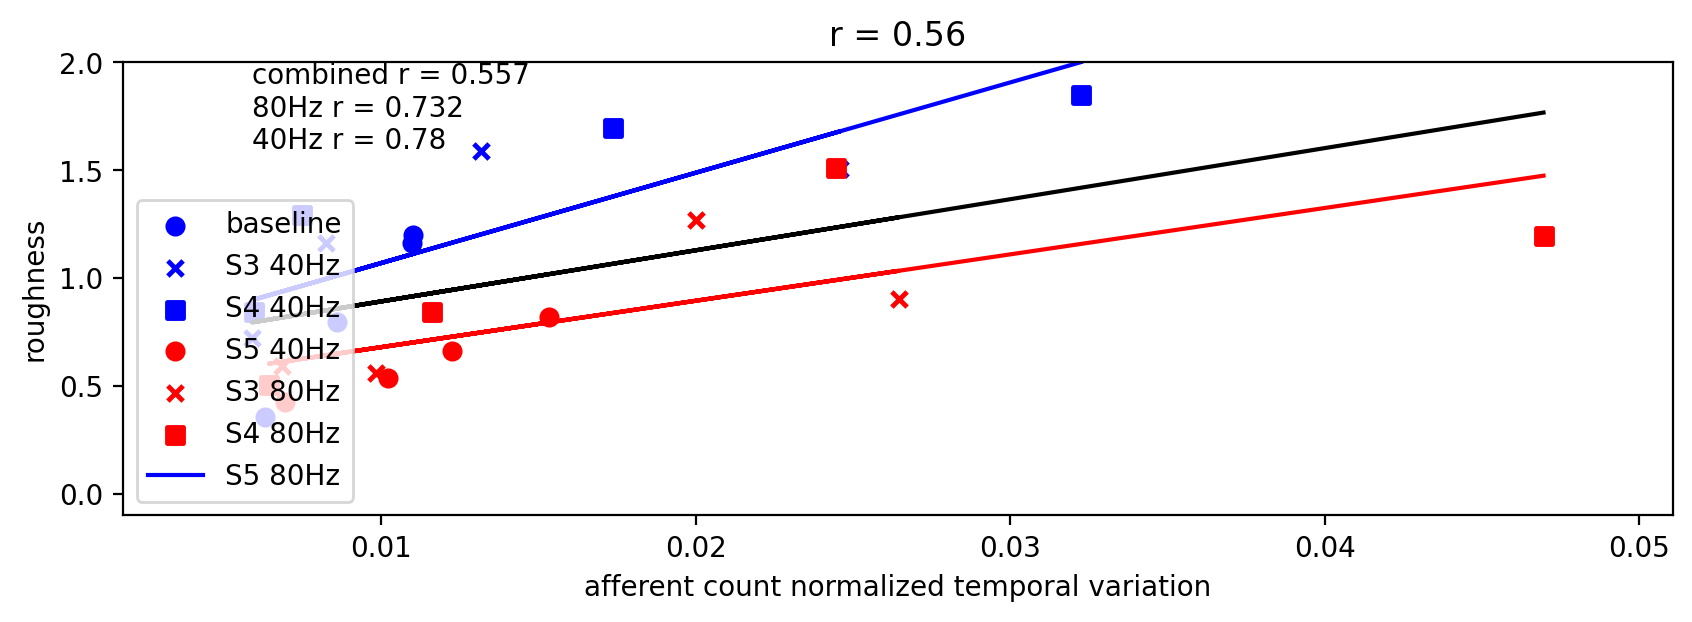 r = 0.56
combined r = 0.557
80Hz r = 0.732
40Hz r = 0.78
2.0
1.5
1.0
0.5
0.0
roughness
baseline
S3 40Hz
S4 40Hz
S5 40Hz
S3 80Hz
S4 80Hz
S5 80Hz
0.01 0.02 0.03 0.04 0.05
afferent count normalized temporal variation